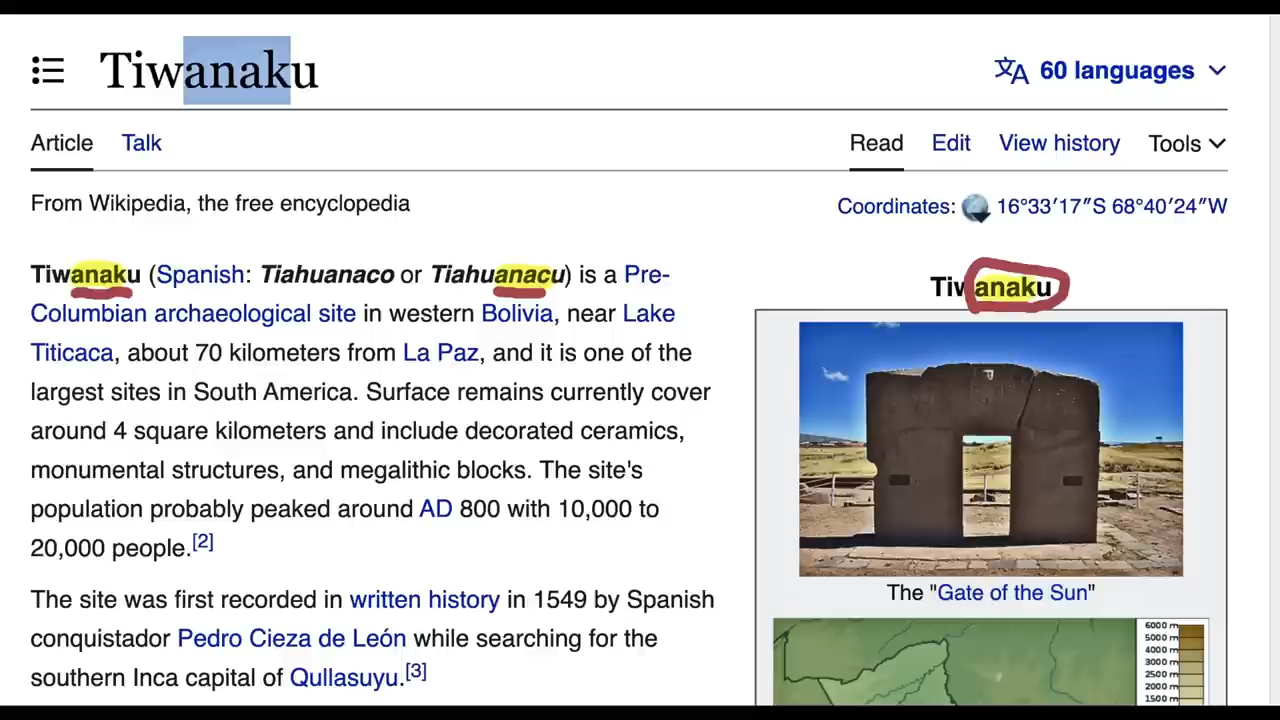 Tiwanaku
60 languages
Article Talk
Read Edit View history Tools
From Wikipedia, the free encyclopedia
Coordinates: 16°33′17″S 68°40′24″W
Tiwanaku (Spanish: Tiahuanaco or Tiahuanacu) is a Pre-
Columbian archaeological site in western Bolivia, near Lake
Titicaca, about 70 kilometers from La Paz, and it is one of the
largest sites in South America. Surface remains currently cover
around 4 square kilometers and include decorated ceramics,
monumental structures, and megalithic blocks. The site's
population probably peaked around AD 800 with 10,000 to
20,000 people.[2]
The site was first recorded in written history in 1549 by Spanish
conquistador Pedro Cieza de León while searching for the
southern Inca capital of Qullasuyu.[3]
Tiwanaku
The "Gate of the Sun"
6000 m
5000 m
4000 m
3000 m
2500 m
2000 m
1500 m